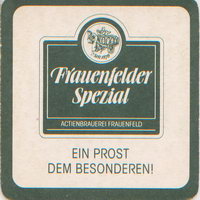 Frauenfelder
Spezial
ACTIENBRAUEREI FRAUENFELD
EIN PROST
DEM BESONDEREN!